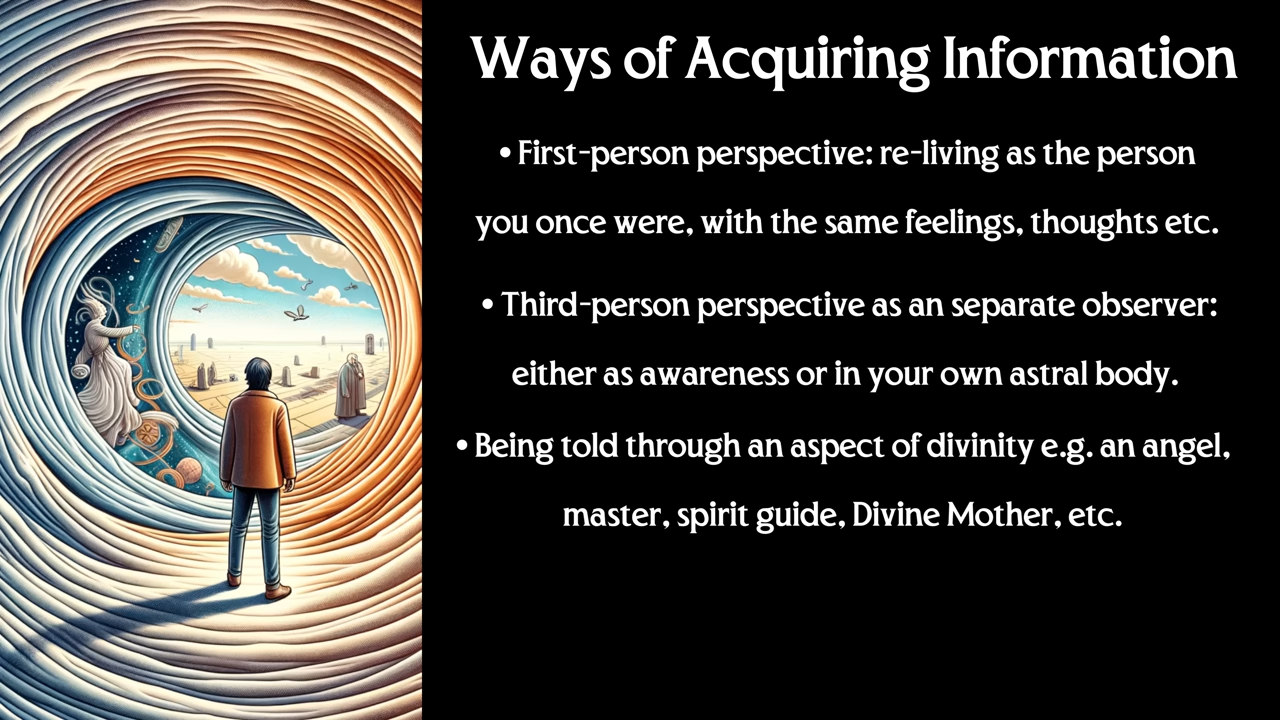 Ways of Acquiring Information
• First-person perspective: re-living as the person
you once were, with the same feelings, thoughts etc.
• Third-person perspective as an separate observer:
either as awareness or in your own astral body.
• Being told through an aspect of divinity e.g. an angel,
master, spirit guide, Divine Mother, etc.